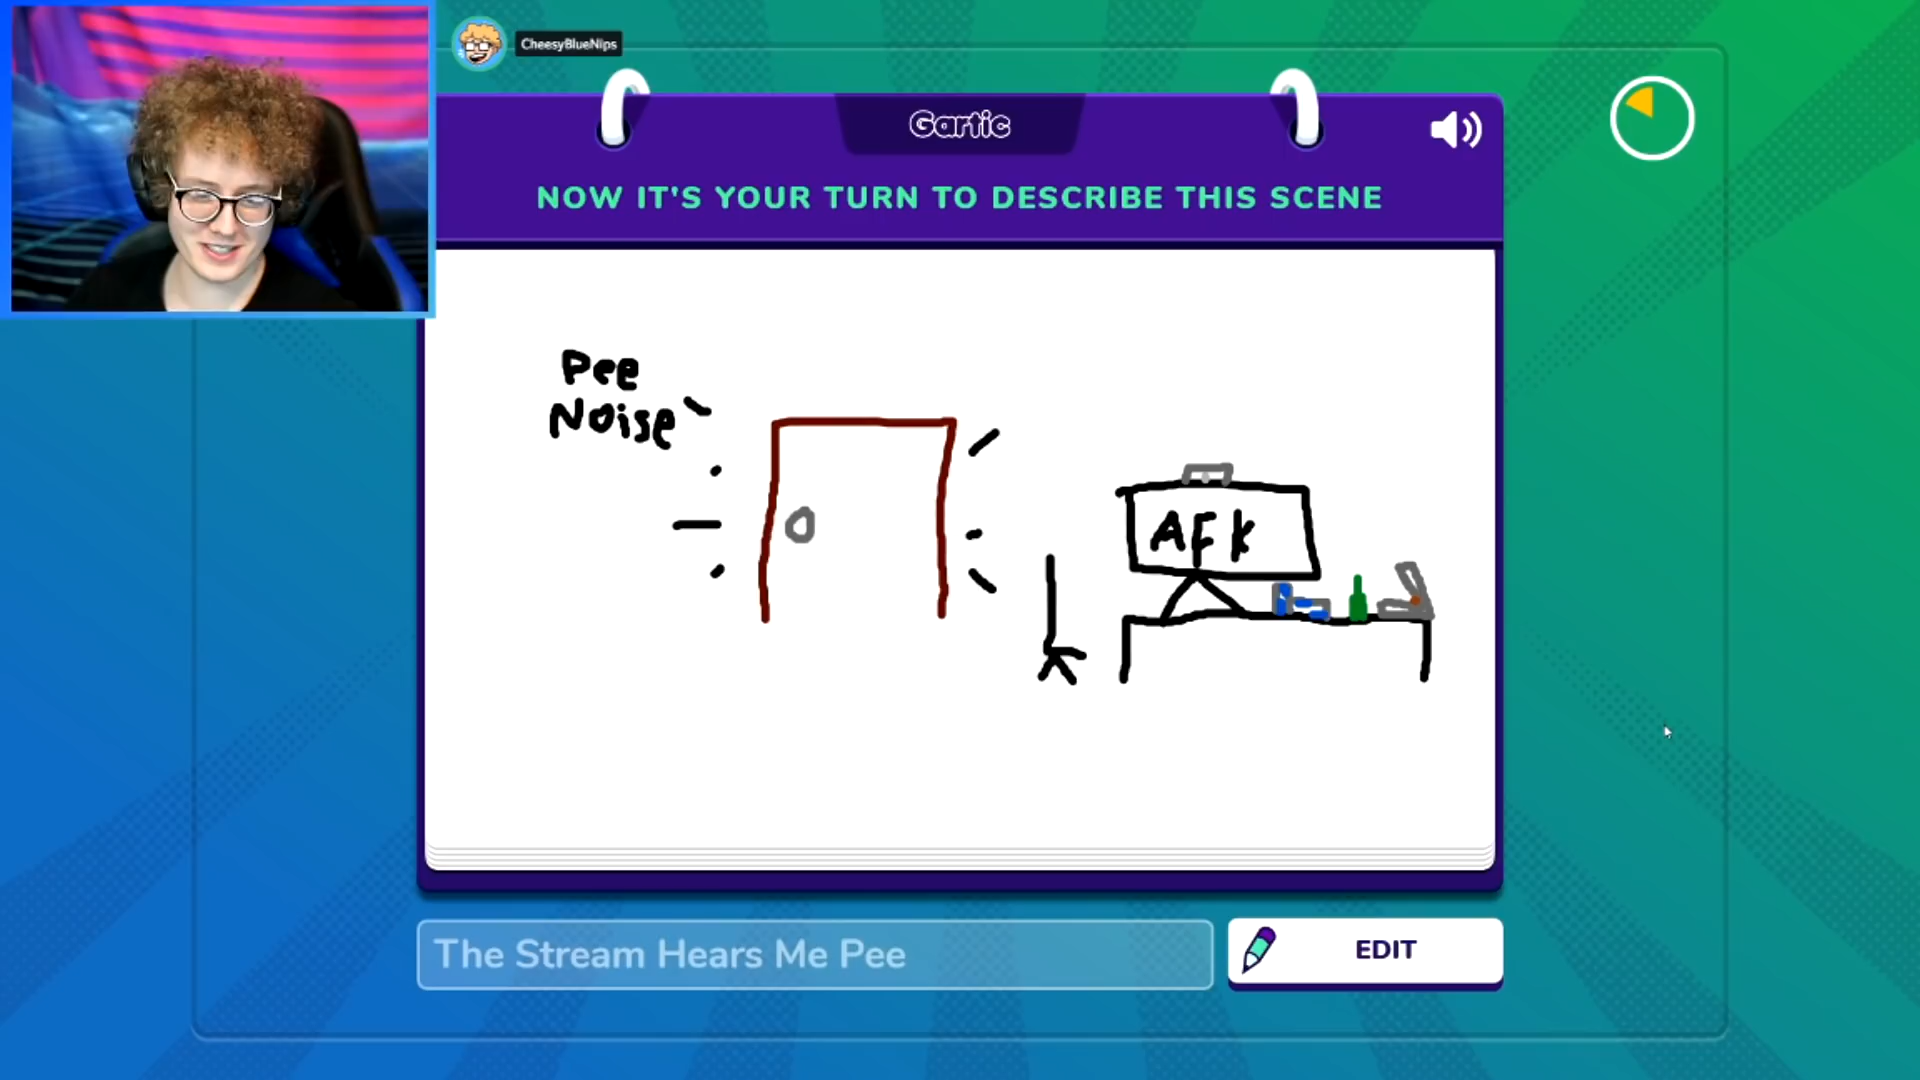 CheesyBlueNips
Gartic
NOW IT'S YOUR TURN TO DESCRIBE THIS SCENE
Pee
Noise
AFK
The Stream Hears Me Pee
EDIT